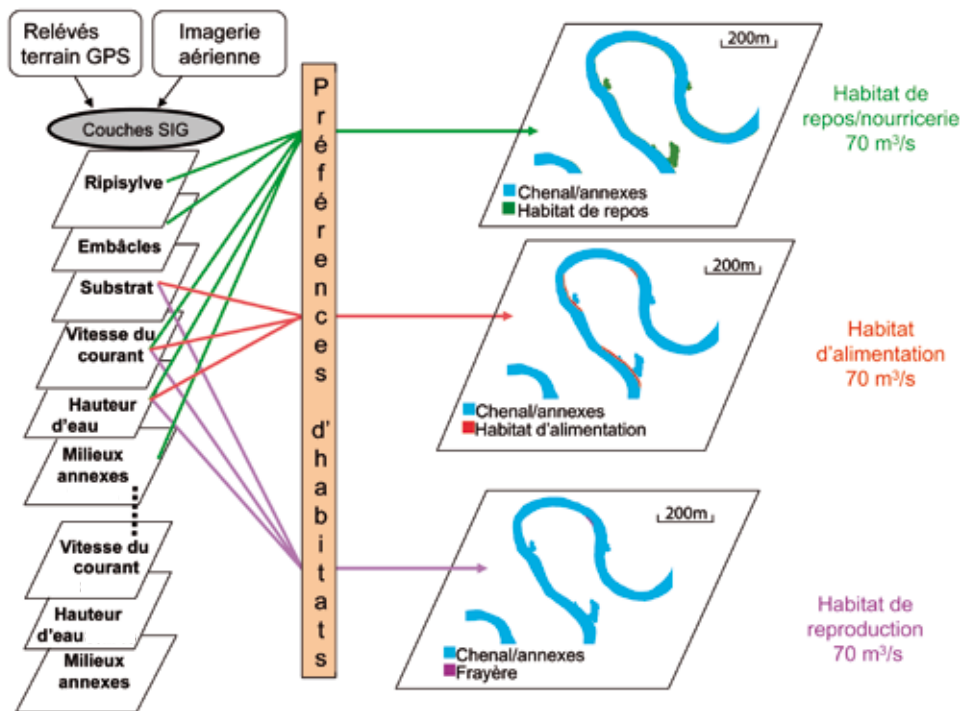 Relevés
terrain GPS
Imagerie
aérienne
Couches SIG
Ripisylve
Embâcles
Substrat
Vitesse du
courant
Hauteur
d'eau
Milieux
annexes
Vitesse du
courant
Hauteur
d'eau
Milieux
annexes
Préférences d'habitats
200m
Chenal/annexes
Habitat de repos
Habitat de
repos/nourricerie
70 m³/s
200m
Chenal/annexes
Habitat d'alimentation
Habitat
d'alimentation
70 m³/s
200m
Chenal/annexes
Frayère
Habitat de
reproduction
70 m³/s